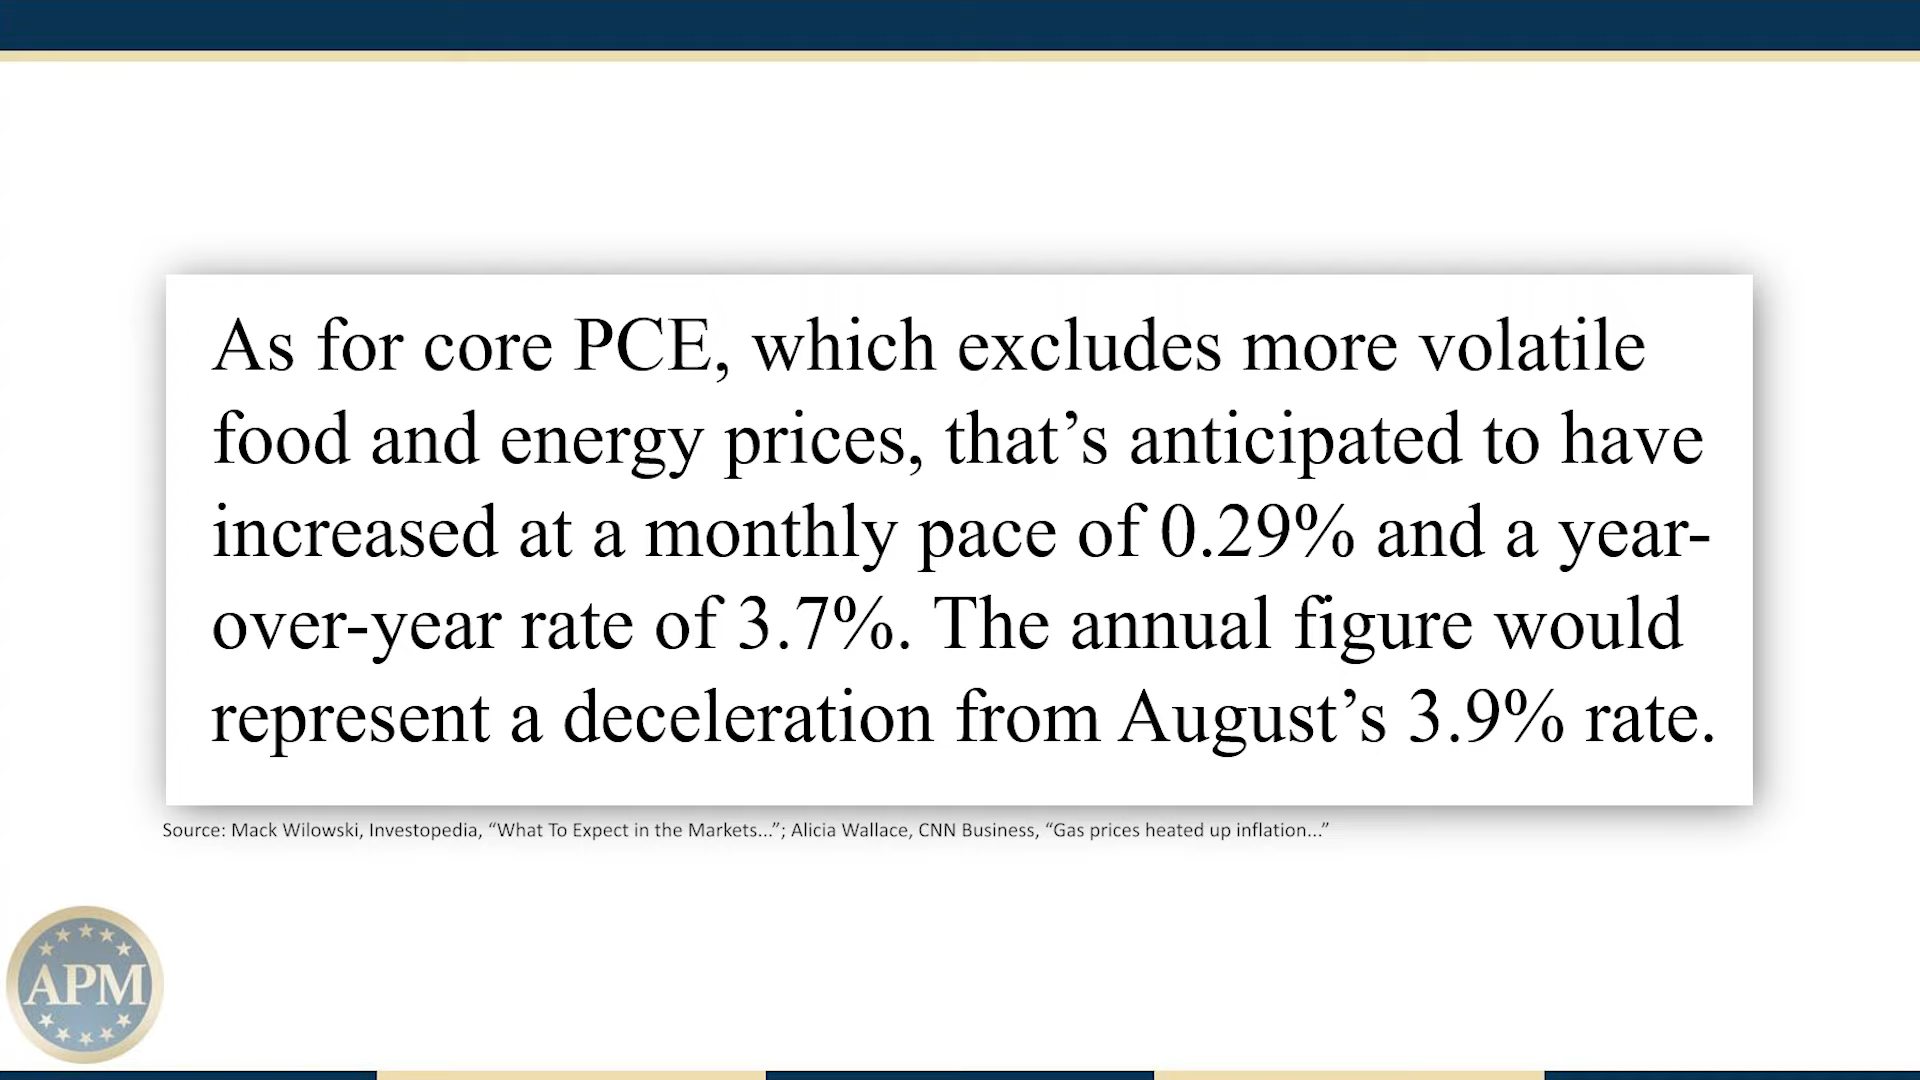 As for core PCE, which excludes more volatile
food and energy prices, that’s anticipated to have
increased at a monthly pace of 0.29% and a year-
over-year rate of 3.7%. The annual figure would
represent a deceleration from August’s 3.9% rate.
Source: Mack Wilowski, Investopedia, “What To Expect in the Markets...”; Alicia Wallace, CNN Business, “Gas prices heated up inflation...”
APM